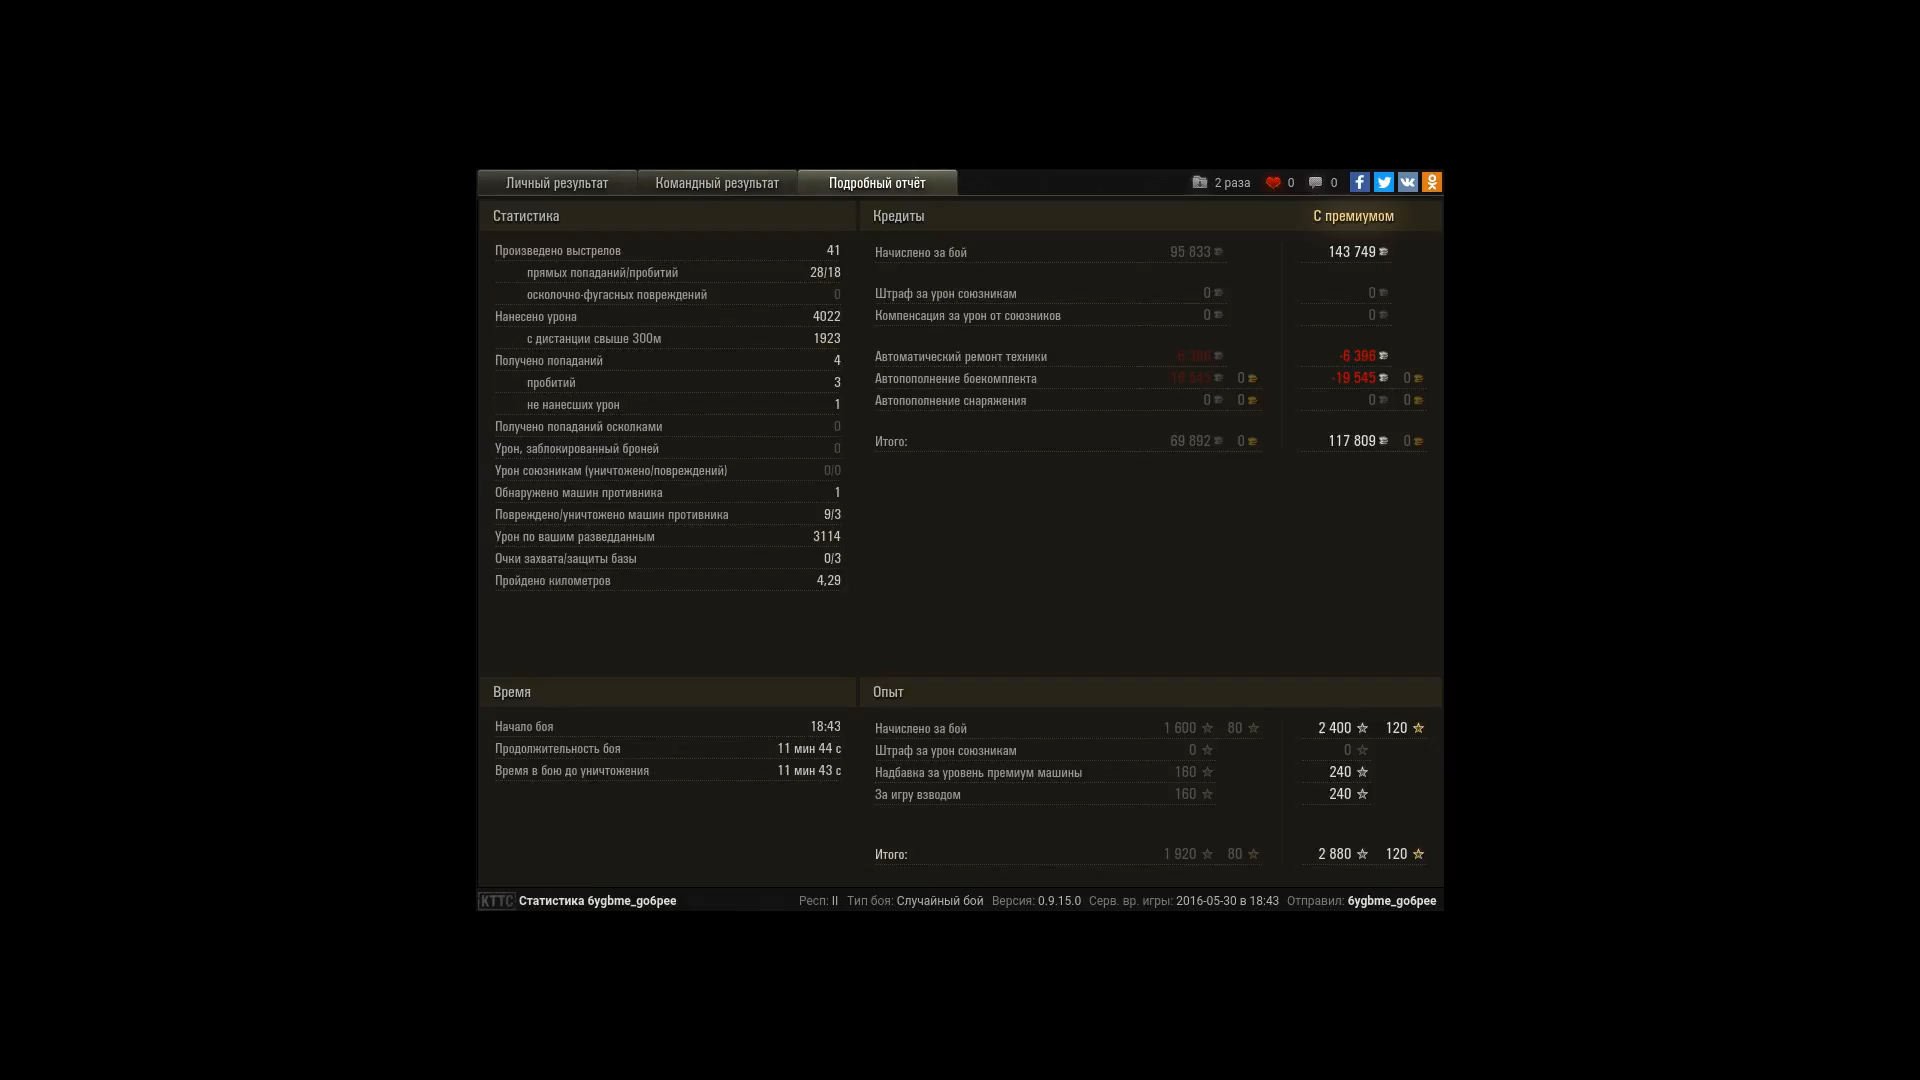 Личный результат
Командный результат
Подробный отчёт
2 раза 0 0
Статистика
Произведено выстрелов 41
прямых попаданий/пробитий 28/18
осколочно-фугасных повреждений 0
Нанесено урона 4022
с дистанции свыше 300м 1923
Получено попаданий 4
пробитий 3
не нанесших урон 1
Получено попаданий осколками 0
Урон, заблокированный броней 0
Урон союзникам (уничтожено/повреждений) 0/0
Обнаружено машин противника 1
Повреждено/уничтожено машин противника 9/3
Урон по вашим разведданным 3114
Очки захвата/защиты базы 0/3
Пройдено километров 4,29
Кредиты С премиумом
Начислено за бой 95 833 143 749
Штраф за урон союзникам 0 0
Компенсация за урон от союзников 0 0
Автоматический ремонт техники -6 396 -6 396
Автопополнение боекомплекта -19 545 0 -19 545 0
Автопополнение снаряжения 0 0 0 0
Итого: 69 892 0 117 809 0
Время
Начало боя 18:43
Продолжительность боя 11 мин 44 с
Время в бою до уничтожения 11 мин 43 с
Опыт
Начислено за бой 1 600 80 2 400 120
Штраф за урон союзникам 0 0
Надбавка за уровень премиум машины 160 240
За игру взводом 160 240
Итого: 1 920 80 2 880 120
КТТС Статистика 6ygbme_go6pee
Респ: II Тип боя: Случайный бой Версия: 0.9.15.0 Серв. вр. игры: 2016-05-30 в 18:43 Отправил: 6ygbme_go6pee